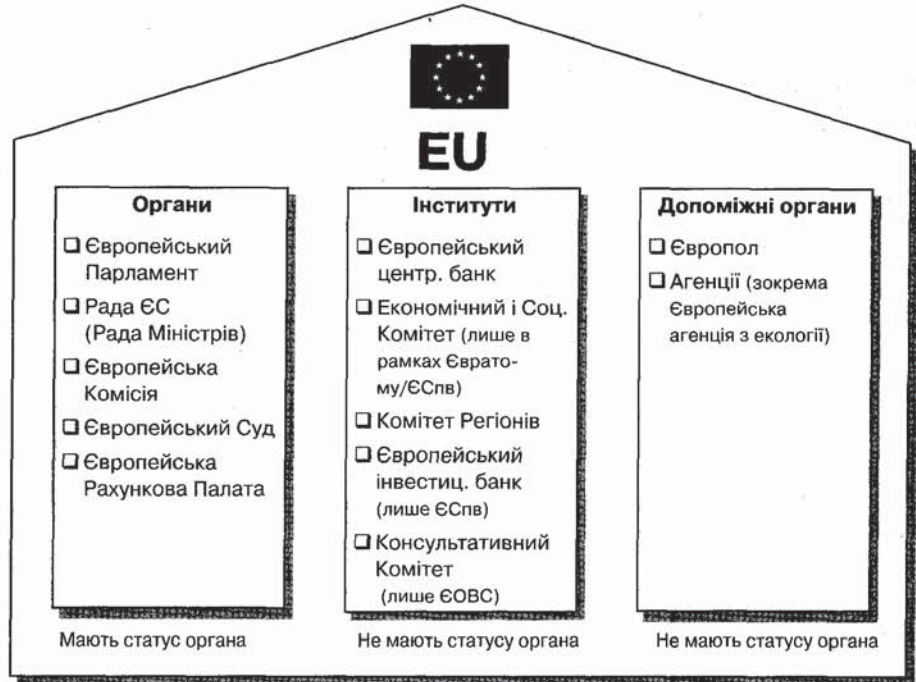 EU
Органи
❑ Європейський
Парламент
❑ Рада ЄС
(Рада Міністрів)
❑ Європейська
Комісія
❑ Європейський Суд
❑ Європейська
Рахункова Палата
Мають статус органа
Інститути
❑ Європейський
центр. банк
❑ Економічний і Соц.
Комітет (лише в
рамках Єврато-
му/ЄСпв)
❑ Комітет Регіонів
❑ Європейський
інвестиц. банк
(лише ЄСпв)
❑ Консультативний
Комітет
(лише ЄОВС)
Не мають статусу органа
Допоміжні органи
❑ Європол
❑ Агенції (зокрема
Європейська
агенція з екології)
Не мають статусу органа